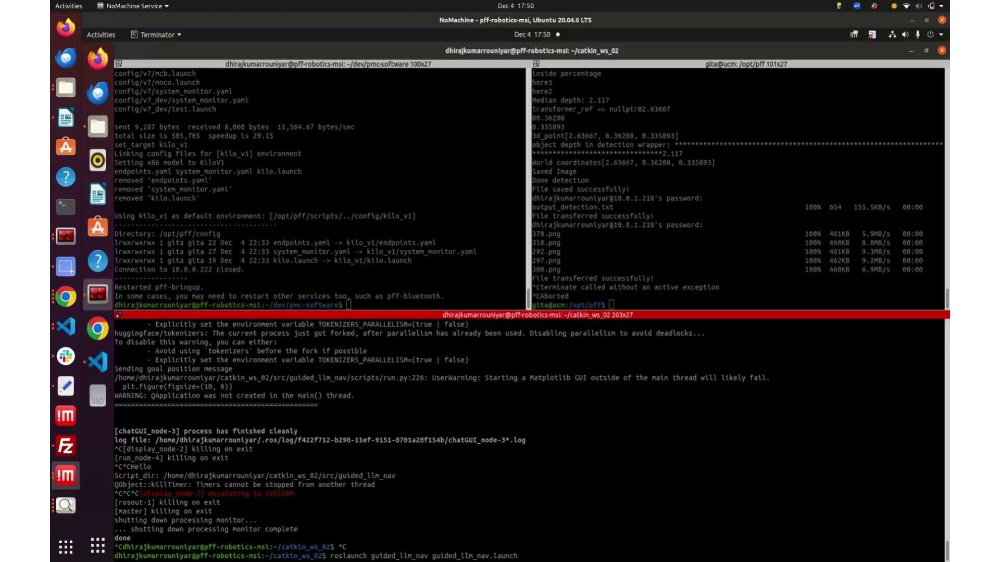 Activities NoMachine Service Dec 4 17:50
NoMachine - pff-robotics-msi, Ubuntu 20.04.6 LTS
Activities Terminator Dec 4 17:50
dhirajkumarrouniyar@pff-robotics-msi: ~/catkin_ws_02
dhirajkumarrouniyar@pff-robotics-msi: ~/dev/pmc-software 100x27
config/v7/mcb.launch
config/v7/moco.launch
config/v7/system_monitor.yaml
config/v7_dev/system_monitor.yaml
config/v7_dev/test.launch
sent 9,287 bytes  received 8,060 bytes  11,564.67 bytes/sec
total size is 505,705  speedup is 29.15
set_target kilo_v1
Linking config files for [kilo_v1] environment
Setting x86 model to KiloV1
endpoints.yaml system_monitor.yaml kilo.launch
removed 'endpoints.yaml'
removed 'system_monitor.yaml'
removed 'kilo.launch'
Using kilo_v1 as default environment: [/opt/pff/scripts/../config/kilo_v1]
----------------------------------------
Directory: /opt/pff/config
lrwxrwxrwx 1 gita gita 22 Dec  4 22:33 endpoints.yaml -> kilo_v1/endpoints.yaml
lrwxrwxrwx 1 gita gita 27 Dec  4 22:33 system_monitor.yaml -> kilo_v1/system_monitor.yaml
lrwxrwxrwx 1 gita gita 19 Dec  4 22:33 kilo.launch -> kilo_v1/kilo.launch
Connection to 10.0.0.222 closed.
------------------
Restarted pff-bringup.
In some cases, you may need to restart other services too, such as pff-bluetooth.
dhirajkumarrouniyar@pff-robotics-msi:~/dev/pmc-software$
gita@ucm: /opt/pff 101x27
inside percentage
here1
here2
Median depth: 2.117
transformer_ref == nullptr02.63667
00.36208
0.335893
3d_point[2.63667, 0.36208, 0.335893]
object depth in detection wrapper: ******************************************************************
********************************2.117
World coordinates[2.63667, 0.36208, 0.335893]
Saved Image
Done detection
File saved successfully!
dhirajkumarrouniyar@10.0.1.218's password:
output_detection.txt 100% 654 155.5KB/s 00:00
File transferred successfully!
dhirajkumarrouniyar@10.0.1.218's password:
370.png 100% 461KB 5.9MB/s 00:00
318.png 100% 460KB 8.0MB/s 00:00
292.png 100% 461KB 9.3MB/s 00:00
297.png 100% 462KB 9.2MB/s 00:00
300.png 100% 460KB 6.9MB/s 00:00
File transferred successfully!
^Cterminate called without an active exception
^CAborted
gita@ucm:/opt/pff$
dhirajkumarrouniyar@pff-robotics-msi: ~/catkin_ws_02 203x27
- Explicitly set the environment variable TOKENIZERS_PARALLELISM=(true | false)
huggingface/tokenizers: The current process just got forked, after parallelism has already been used. Disabling parallelism to avoid deadlocks...
To disable this warning, you can either:
- Avoid using `tokenizers` before the fork if possible
- Explicitly set the environment variable TOKENIZERS_PARALLELISM=(true | false)
Sending goal position message
/home/dhirajkumarrouniyar/catkin_ws_02/src/guided_llm_nav/scripts/run.py:226: UserWarning: Starting a Matplotlib GUI outside of the main thread will likely fail.
plt.figure(figsize=(10, 8))
WARNING: QApplication was not created in the main() thread.
==================================================
[chatGUI_node-3] process has finished cleanly
log file: /home/dhirajkumarrouniyar/.ros/log/f422f712-b290-11ef-9151-0701a20f154b/chatGUI_node-3*.log
^C[display_node-2] killing on exit
[run_node-4] killing on exit
^C^CHello
Script_dir: /home/dhirajkumarrouniyar/catkin_ws_02/src/guided_llm_nav
QObject::killTimer: Timers cannot be stopped from another thread
^C^C^C[display_node-2] escalating to SIGTERM
[rosout-1] killing on exit
[master] killing on exit
shutting down processing monitor...
... shutting down processing monitor complete
done
^Cdhirajkumarrouniyar@pff-robotics-msi:~/catkin_ws_02$ ^C
dhirajkumarrouniyar@pff-robotics-msi:~/catkin_ws_02$ roslaunch guided_llm_nav guided_llm_nav.launch
SSD